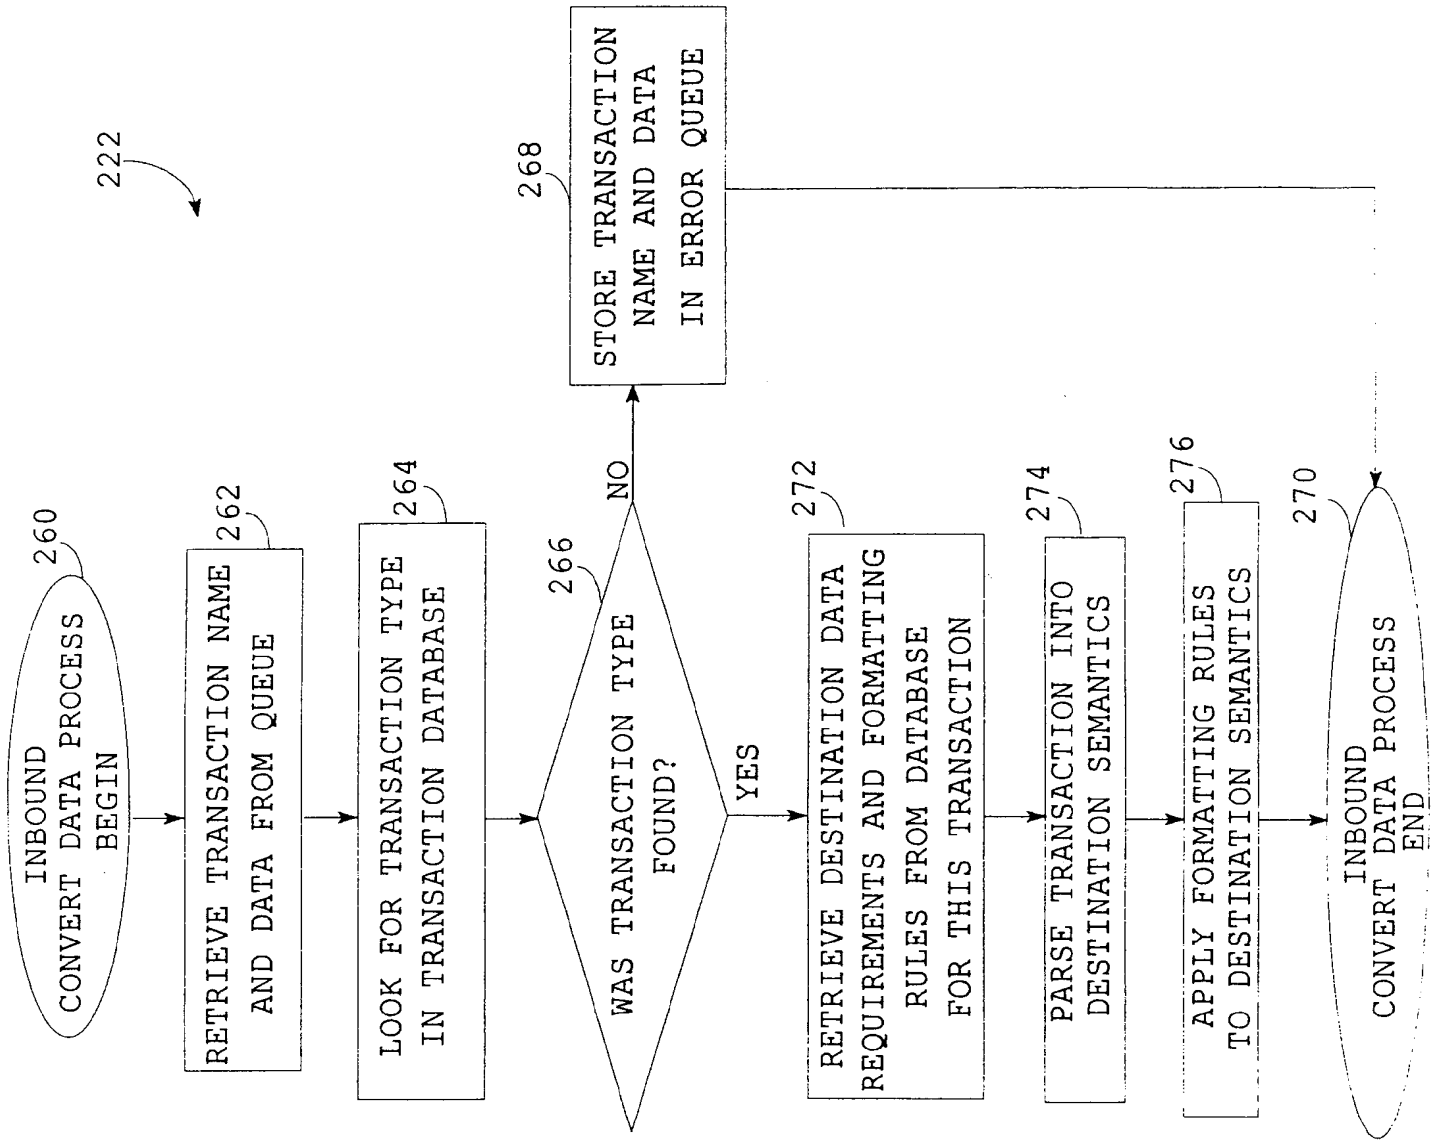 222
260
INBOUND
CONVERT DATA PROCESS
BEGIN
262
RETRIEVE TRANSACTION NAME
AND DATA FROM QUEUE
264
LOOK FOR TRANSACTION TYPE
IN TRANSACTION DATABASE
266
WAS TRANSACTION TYPE
FOUND?
NO
268
STORE TRANSACTION
NAME AND DATA
IN ERROR QUEUE
YES
272
RETRIEVE DESTINATION DATA
REQUIREMENTS AND FORMATTING
RULES FROM DATABASE
FOR THIS TRANSACTION
274
PARSE TRANSACTION INTO
DESTINATION SEMANTICS
276
APPLY FORMATTING RULES
TO DESTINATION SEMANTICS
270
INBOUND
CONVERT DATA PROCESS
END